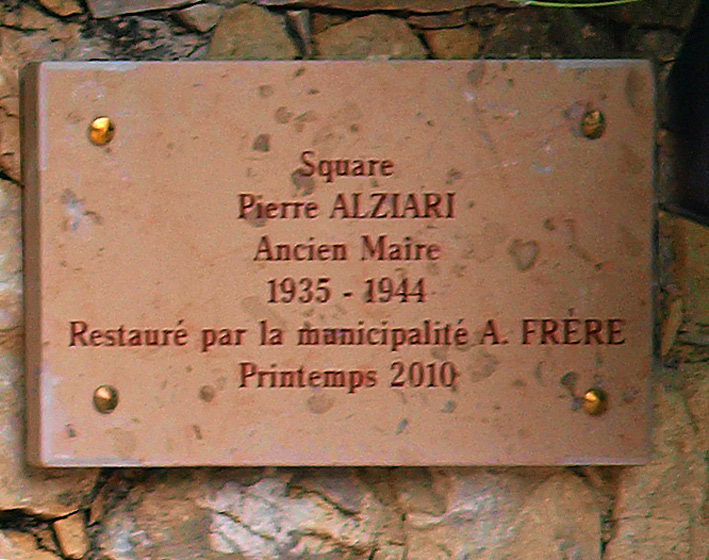 Square
Pierre ALZIARI
Ancien Maire
1935 - 1944
Restauré par la municipalité A. FRÈRE
Printemps 2010